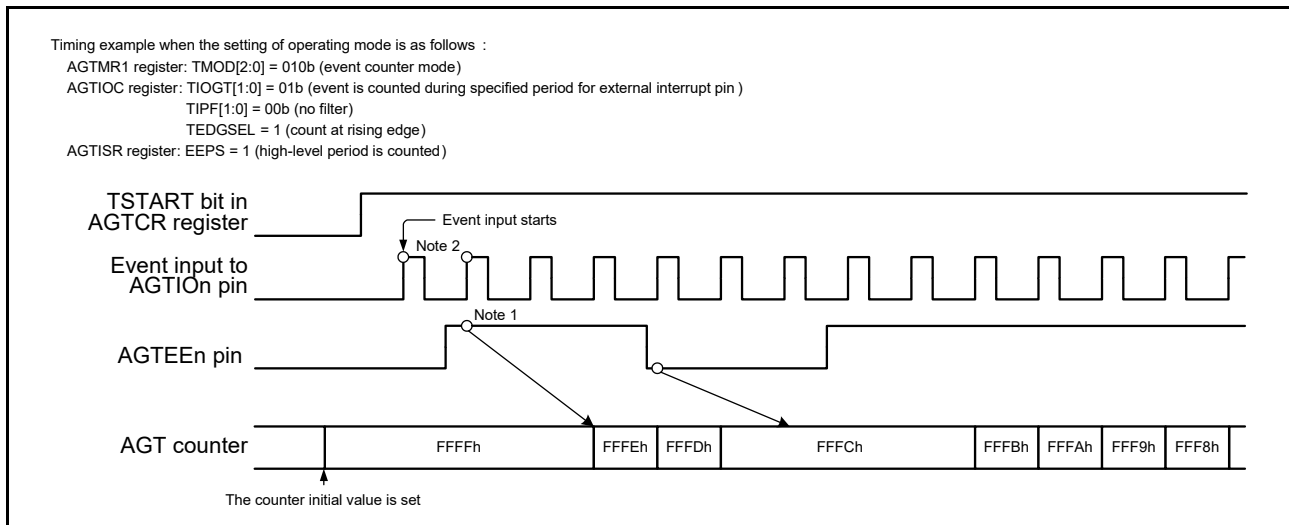 Timing example when the setting of operating mode is as follows :
AGTMR1 register: TMOD[2:0] = 010b (event counter mode)
AGTIOC register: TIOGT[1:0] = 01b (event is counted during specified period for external interrupt pin )
TIPF[1:0] = 00b (no filter)
TEDGSEL = 1 (count at rising edge)
AGTISR register: EEPS = 1 (high-level period is counted)
TSTART bit in
AGTCR register
Event input starts
Event input to
AGTIOn pin
Note 2
Note 1
AGTEEn pin
AGT counter
FFFFh
FFFEh
FFFDh
FFFCh
FFFBh
FFFAh
FFF9h
FFF8h
The counter initial value is set